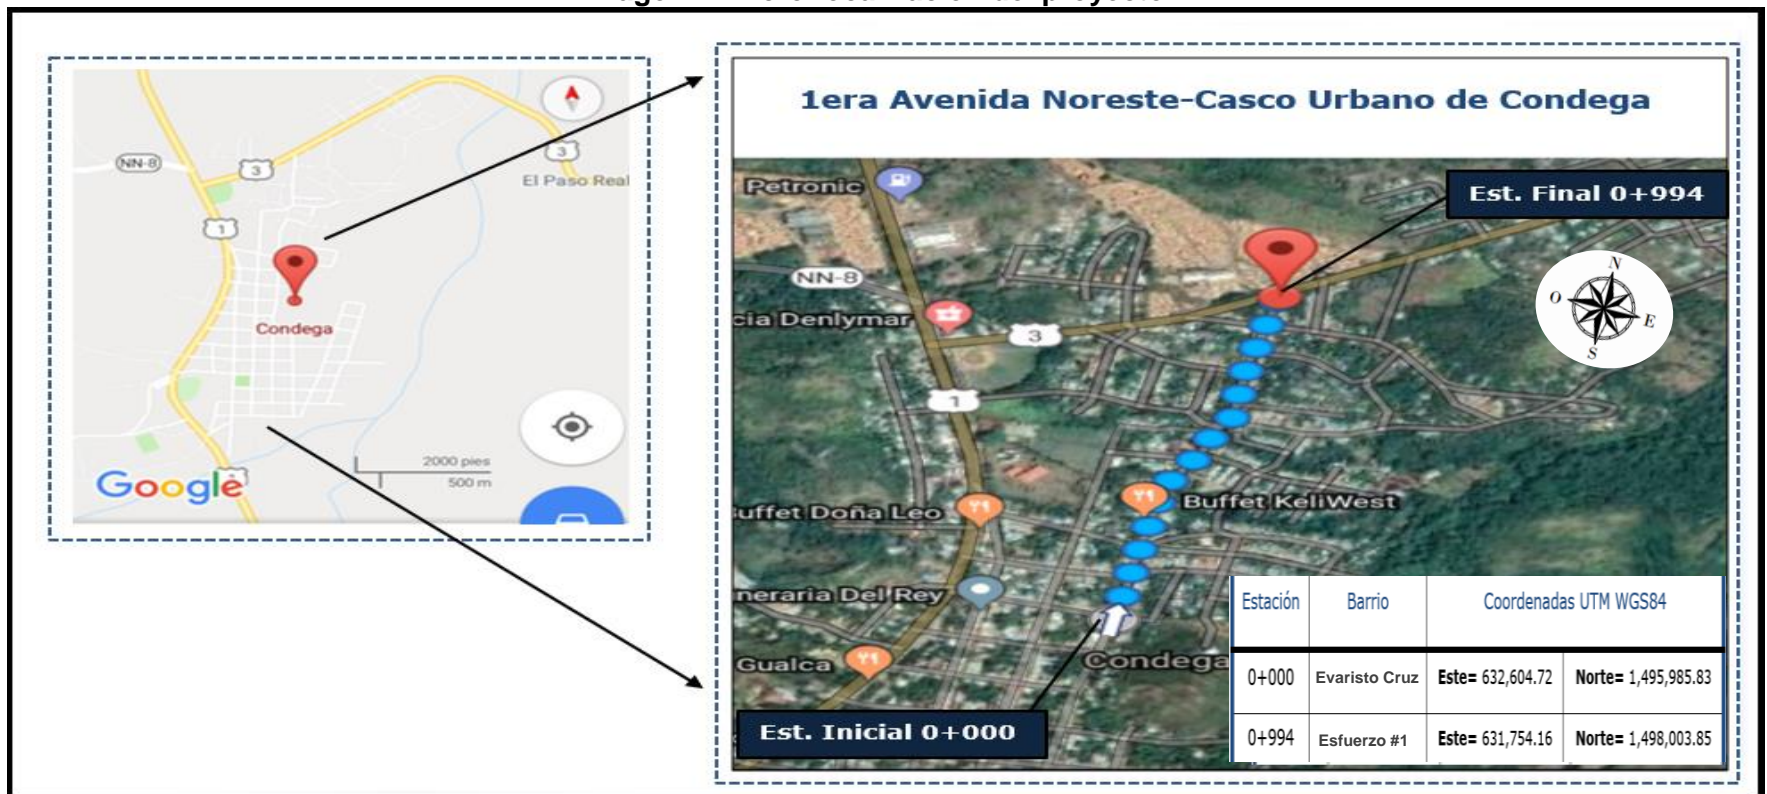 NN-8
3
3
El Paso Real
1
Condega
2000 pies
500 m
Google
1era Avenida Noreste-Casco Urbano de Condega
Petronic
Est. Final 0+994
NN-8
N
O
E
S
cia Denlymar
3
1
Buffet KeliWest
uffet Doña Leo
neraria Del Rey
Gualca
Condega
Est. Inicial 0+000
Estación Barrio Coordenadas UTM WGS84
0+000 Evaristo Cruz Este= 632,604.72 Norte= 1,495,985.83
0+994 Esfuerzo #1 Este= 631,754.16 Norte= 1,498,003.85